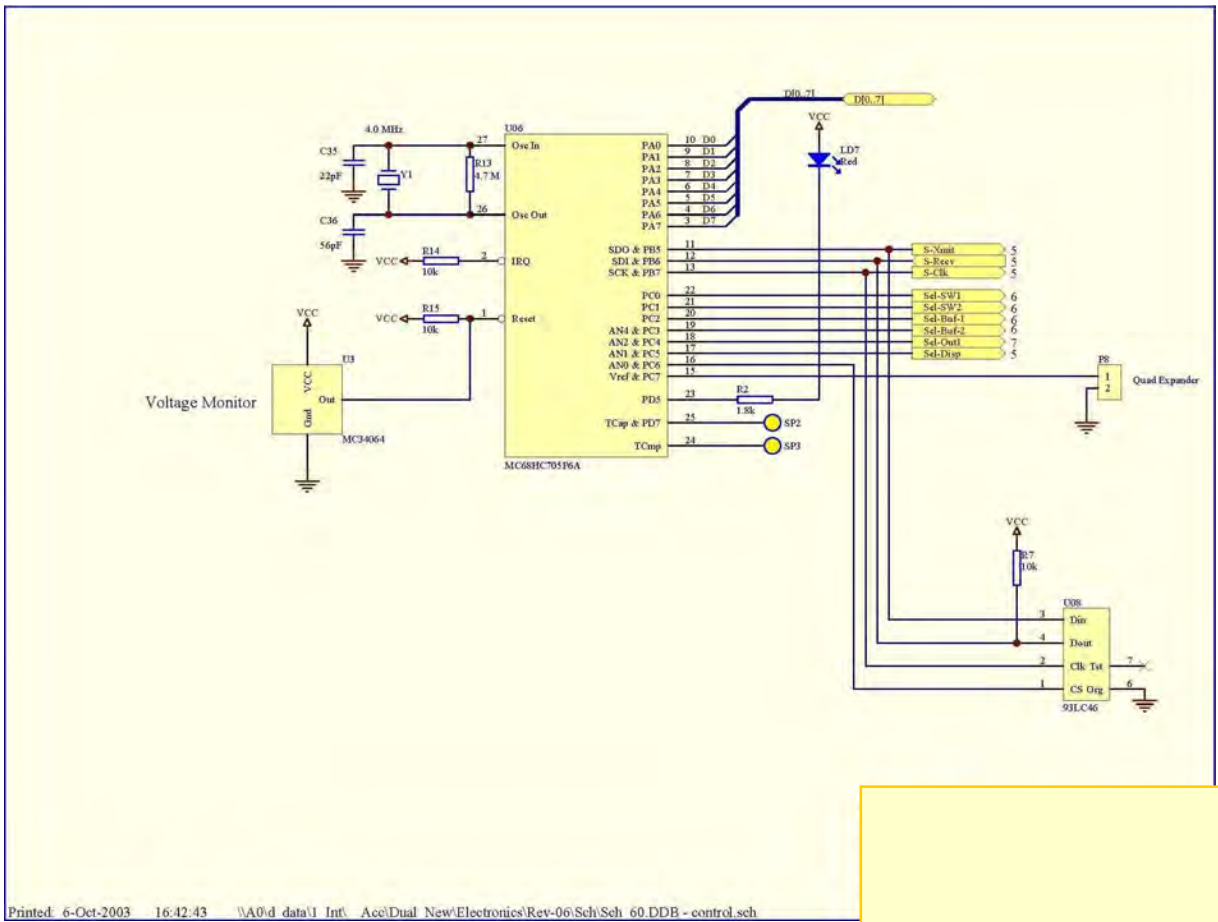 D[0..7]
D[0..7]
VCC
LD7
Red
4.0 MHz
C35
22pF
Y1
R13
4.7 M
C36
56pF
U06
27
Osc In
26
Osc Out
VCC
R14
10k
2
IRQ
VCC
R15
10k
1
Reset
MC68HC705P6A
PA0 10 D0
PA1 9 D1
PA2 8 D2
PA3 7 D3
PA4 6 D4
PA5 5 D5
PA6 4 D6
PA7 3 D7
SDO & PB5 11 S-Xmit 5
SDI & PB6 12 S-Recv 5
SCK & PB7 13 S-Clk 5
PC0 22 Sel-SW1 6
PC1 21 Sel-SW2 6
PC2 20 Sel-Buf-1 6
AN4 & PC3 19 Sel-Buf-2 6
AN2 & PC4 18 Sel-Out1 7
AN1 & PC5 17 Sel-Disp 5
AN0 & PC6 16
Vref & PC7 15
PD5 23
R2
1.8k
TCap & PD7 25 SP2
TCmp 24 SP3
P8
1
2
Quad Expander
Voltage Monitor
VCC
U3
VCC
Out
Gnd
MC34064
VCC
R7
10k
U08
3 Din
4 Dout
2 Clk Tst 7
1 CS Org 6
93LC46
Printed: 6-Oct-2003 16:42:43 \\A0\d_data\1_Int\_Acc\Dual_New\Electronics\Rev-06\Sch\Sch_60.DDB - control.sch